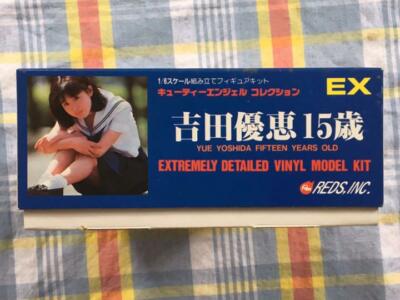 1/6スケール組み立てフィギュアキット
キューティーエンジェル コレクション
EX
吉田優恵15歳
YUE YOSHIDA FIFTEEN YEARS OLD
EXTREMELY DETAILED VINYL MODEL KIT
REDS, INC.